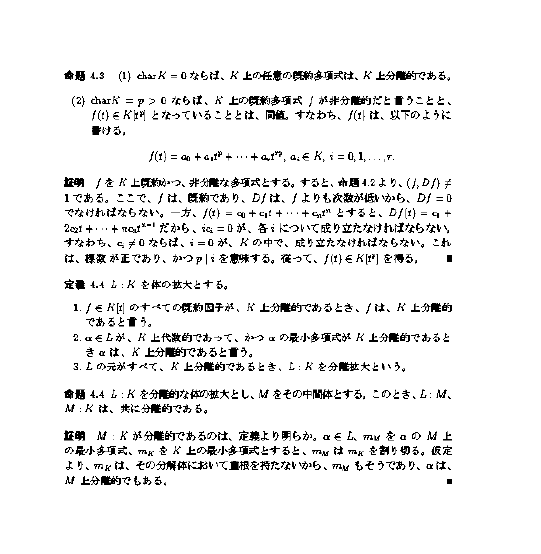 命題 4.3 (1) charK = 0 ならば、K 上の任意の既約多項式は、K 上分離的である。
(2) charK = p > 0 ならば、K 上の既約多項式 f が非分離的だと言うことと、
f(t) ∈ K[t^p] となっていることとは、同値。すなわち、f(t) は、以下のように
書ける。
f(t) = a_0 + a_1t^p + ··· + a_rt^{rp}, a_i ∈ K, i = 0, 1, ..., r.
証明 f を K 上既約かつ、非分離な多項式とする。すると、命題 4.2 より、(f, Df) ≠
1 である。ここで、f は、既約であり、Df は、f よりも次数が低いから、Df = 0
でなければならない。一方、f(t) = c_0 + c_1t + ··· + c_nt^n とすると、Df(t) = c_1 +
2c_2t + ··· + nc_nt^{n-1} だから、ic_i = 0 が、各 i について成り立たなければならない。
すなわち、c_i ≠ 0 ならば、i = 0 が、K の中で、成り立たなければならない。これ
は、標数が正であり、かつ p | i を意味する。従って、f(t) ∈ K[t^p] を得る。 ■
定義 4.4 L : K を体の拡大とする。
1. f ∈ K[t] のすべての既約因子が、K 上分離的であるとき、f は、K 上分離的
であると言う。
2. α ∈ L が、K 上代数的であって、かつ α の最小多項式が K 上分離的であると
き α は、K 上分離的であると言う。
3. L の元がすべて、K 上分離的であるとき、L : K を分離拡大という。
命題 4.4 L : K を分離的な体の拡大とし、M をその中間体とする。このとき、L : M、
M : K は、共に分離的である。
証明 M : K が分離的であるのは、定義より明らか。α ∈ L、m_M を α の M 上
の最小多項式、m_K を K 上の最小多項式とすると、m_M は m_K を割り切る。仮定
より、m_K は、その分解体において重根を持たないから、m_M もそうであり、α は、
M 上分離的でもある。 ■